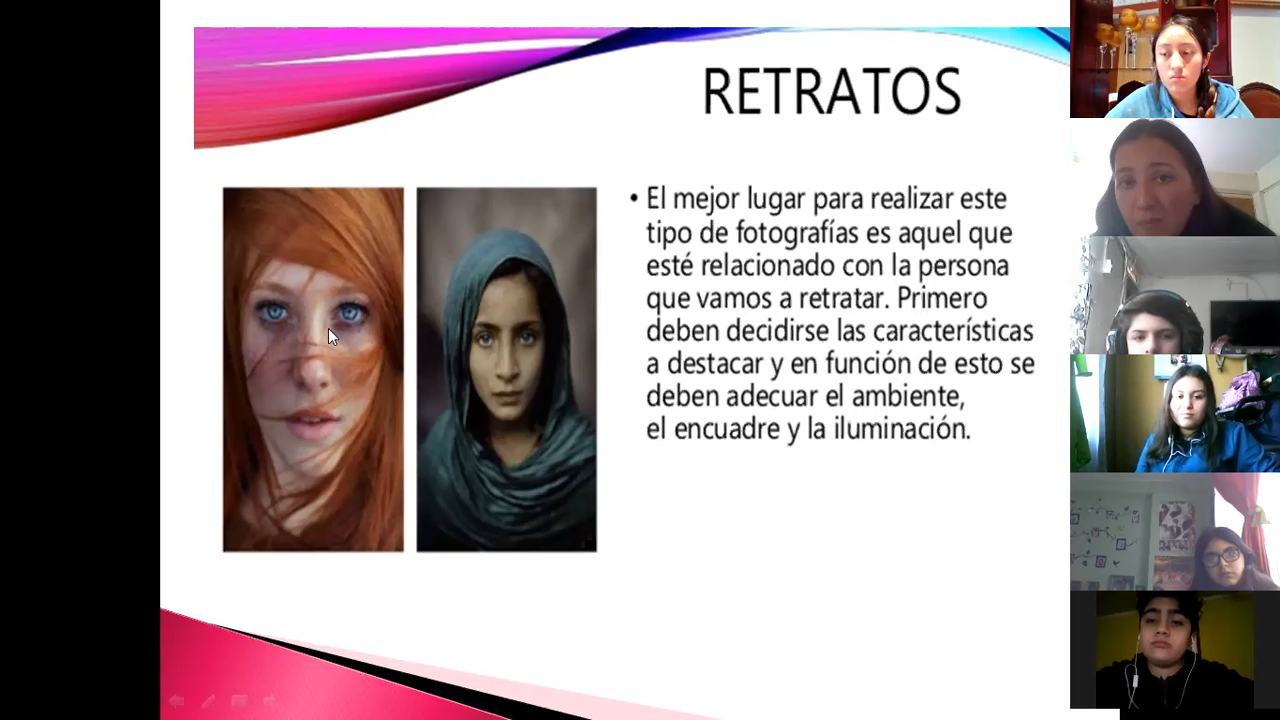 RETRATOS
• El mejor lugar para realizar este
tipo de fotografías es aquel que
esté relacionado con la persona
que vamos a retratar. Primero
deben decidirse las características
a destacar y en función de esto se
deben adecuar el ambiente,
el encuadre y la iluminación.